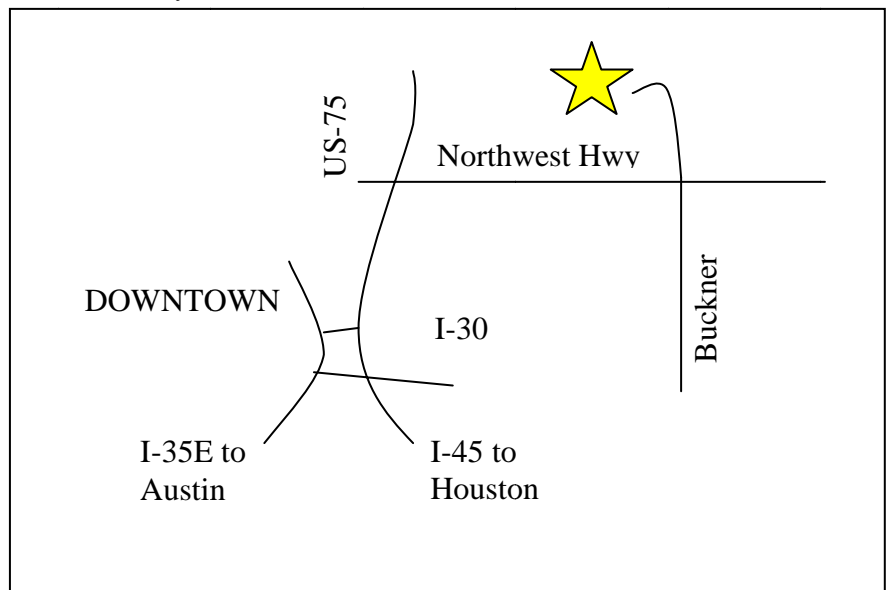 US-75
Northwest Hwy
DOWNTOWN
I-30
Buckner
I-35E to
Austin
I-45 to
Houston